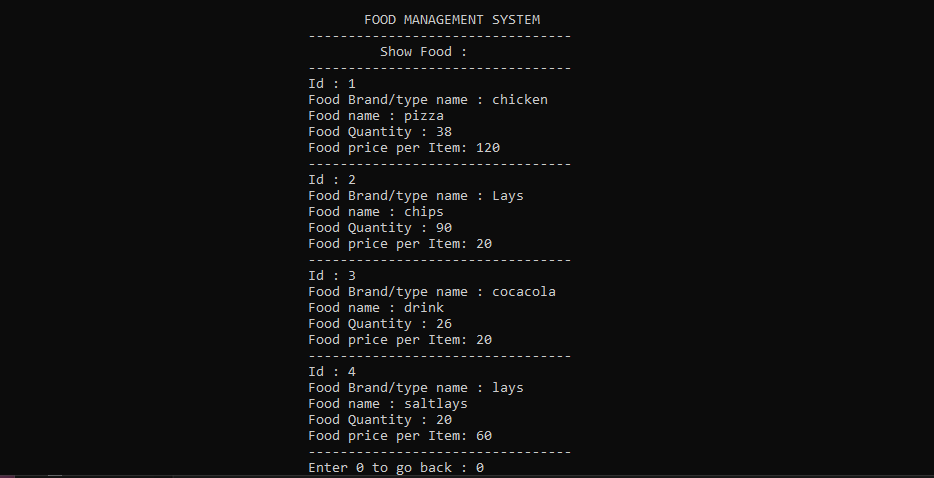 FOOD MANAGEMENT SYSTEM
---------------------------------
Show Food :
---------------------------------
Id : 1
Food Brand/type name : chicken
Food name : pizza
Food Quantity : 38
Food price per Item: 120
---------------------------------
Id : 2
Food Brand/type name : Lays
Food name : chips
Food Quantity : 90
Food price per Item: 20
---------------------------------
Id : 3
Food Brand/type name : cocacola
Food name : drink
Food Quantity : 26
Food price per Item: 20
---------------------------------
Id : 4
Food Brand/type name : lays
Food name : saltlays
Food Quantity : 20
Food price per Item: 60
---------------------------------
Enter 0 to go back : 0